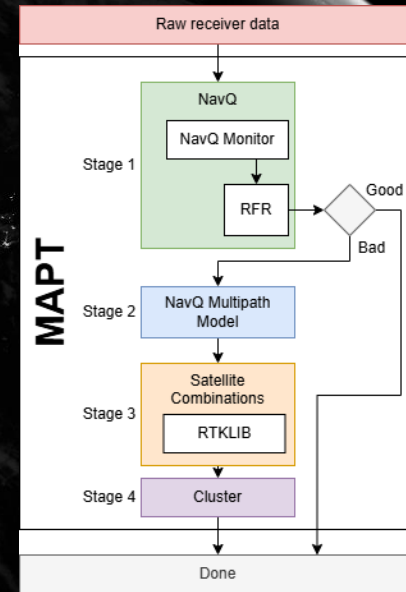 Raw receiver data
MAPT
Stage 1
NavQ
NavQ Monitor
RFR
Good
Bad
Stage 2
NavQ Multipath
Model
Stage 3
Satellite
Combinations
RTKLIB
Stage 4
Cluster
Done